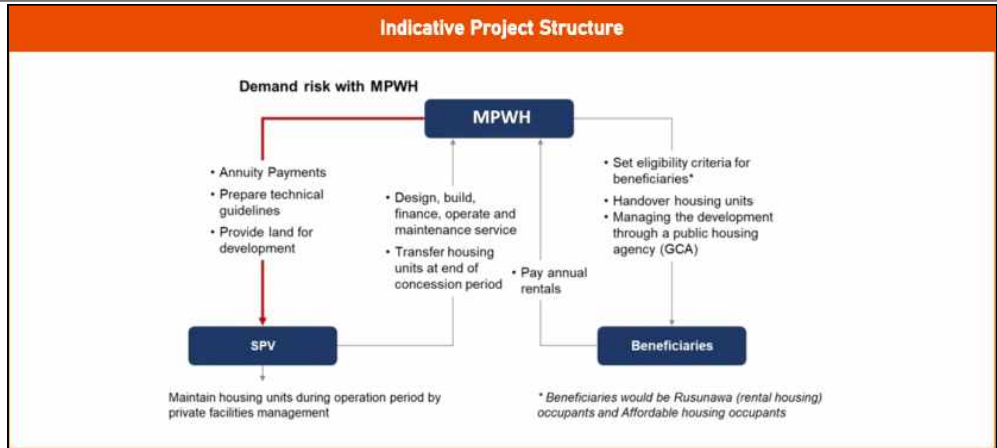 Indicative Project Structure
Demand risk with MPWH
MPWH
• Annuity Payments
• Prepare technical
guidelines
• Provide land for
development
• Design, build,
finance, operate and
maintenance service
• Transfer housing
units at end of
concession period
• Pay annual
rentals
• Set eligibility criteria for
beneficiaries*
• Handover housing units
• Managing the development
through a public housing
agency (GCA)
SPV
Beneficiaries
Maintain housing units during operation period by
private facilities management
* Beneficiaries would be Rusunawa (rental housing)
occupants and Affordable housing occupants